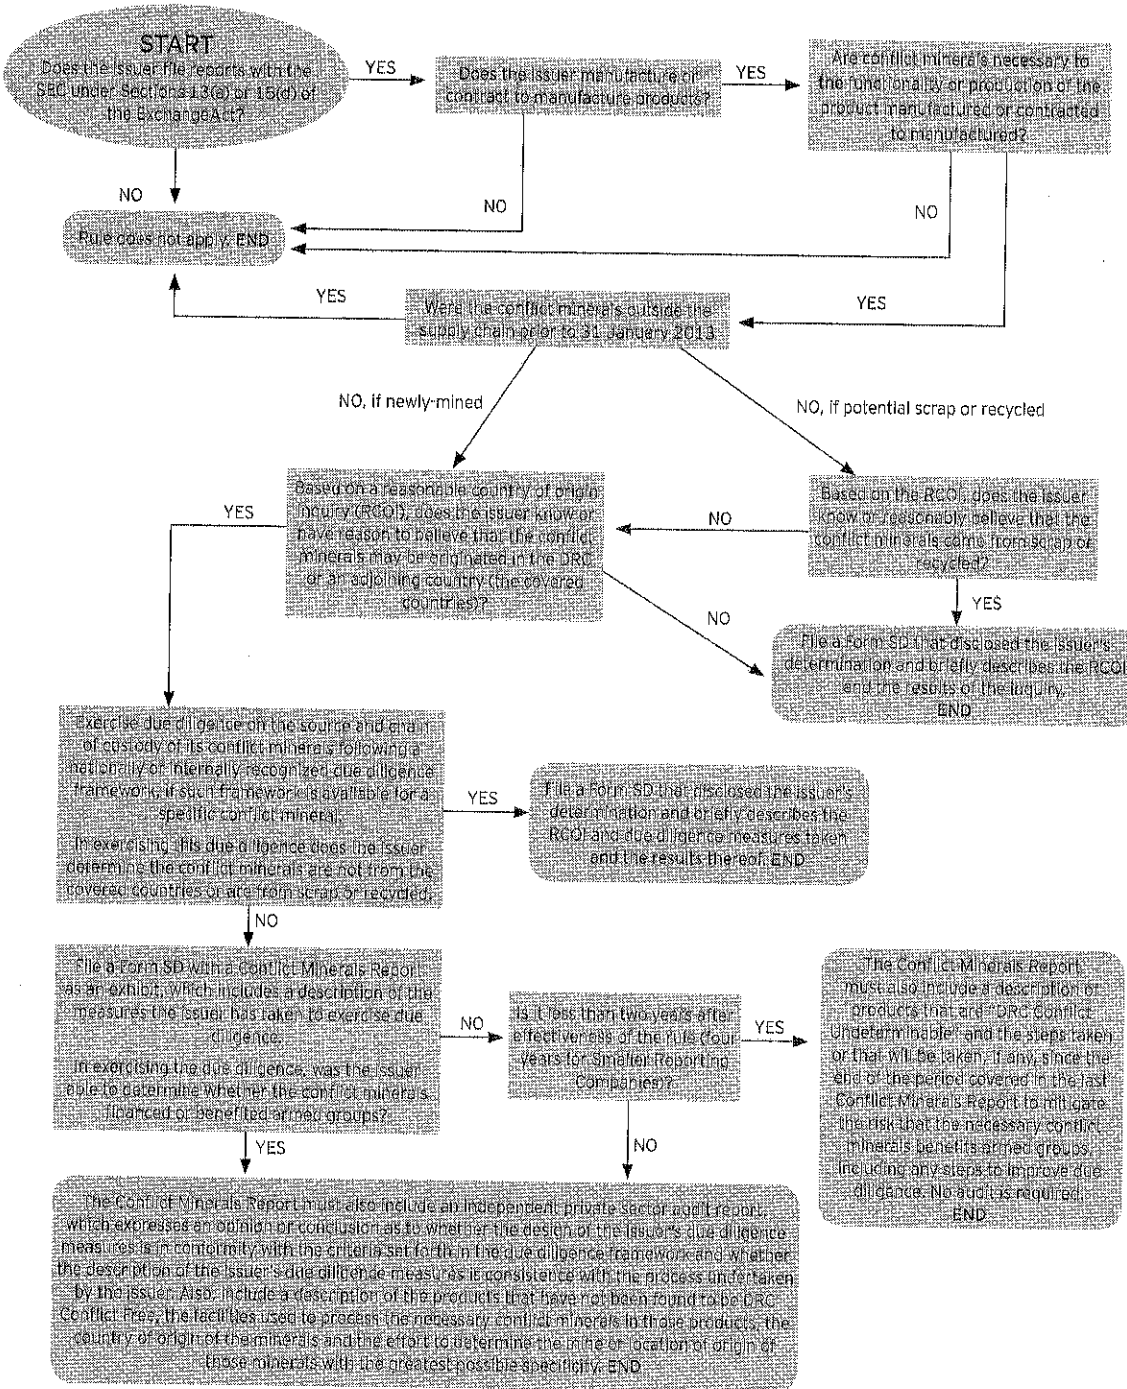 START
Does the issuer file reports with the
SEC under Sections 13(a) or 15(d) of
the ExchangeAct?
YES
Does the issuer manufacture or
contract to manufacture products?
YES
Are conflict minerals necessary to
the functionality or production of the
product manufactured or contracted
to manufactured?
NO
NO
NO
Rule does not apply. END
YES
Were the conflict minerals outside the
supply chain prior to 31 January 2013
YES
NO, if newly-mined
NO, if potential scrap or recycled
Based on a reasonable country of origin
inquiry (RCOI), does the issuer know or
have reason to believe that the conflict
minerals may be originated in the DRC
or an adjoining country (the covered
countries)?
YES
NO
Based on the RCOI, does the issuer
know or reasonably believe that the
conflict minerals come from scrap or
recycled?
YES
NO
File a Form SD that disclosed the issuer's
determination and briefly describes the RCOI
and the results of the iuquiry.
END
Exercise due diligence on the source and chain
of custody of its conflict minerals following a
nationally or internally recognized due diligence
framework, if such framework is available for a
specific conflict mineral.
In exercising this due diligence does the issuer
determine the conflict minerals are not from the
covered countries or are from scrap or recycled.
YES
File a Form SD that disclosed the issuer's
determination and briefly describes the
RCOI and due diligence measures taken
and the results thereof. END
NO
File a Form SD with a Conflict Minerals Report
as an exhibit, which includes a description of the
measures the issuer has taken to exercise due
diligence.
In exercising the due diligence, was the issuer
able to determine whether the conflict minerals
financed or benefited armed groups?
NO
Is it less than two years after
effectiveness of the rule (four
years for Smaller Reporting
Companies)?
YES
The Conflict Minerals Report
must also include a description of
products that are "DRC Conflict
Undeterminable" and the steps taken
or that will be taken, if any, since the
end of the period covered in the last
Conflict Minerals Report to mitigate
the risk that the necessary conflict
minerals benefits armed groups,
including any steps to improve due
diligence. No audit is required.
END
YES
NO
The Conflict Minerals Report must also include an independent private sector audit report,
which expresses an opinion or conclusion as to whether the design of the issuer's due diligence
measures is in conformity with the criteria set forth in the due diligence framework and whether
the description of the issuer's due diligence measures is consistence with the process undertaken
by the issuer. Also, include a description of the products that have not been found to be DRC
Conflict Free, the facilities used to process the necessary conflict minerals in those products, the
country of origin of the minerals and the effort to determine the mine or location of origin of
those minerals with the greatest possible specificity. END